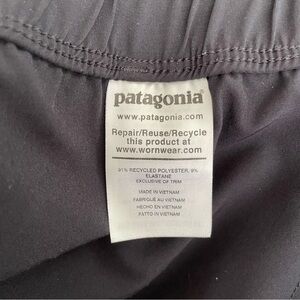 patagonia®
www.patagonia.com
Repair/Reuse/Recycle
this product at
www.wornwear.com
91% RECYCLED POLYESTER, 9%
ELASTANE
EXCLUSIVE OF TRIM
MADE IN VIETNAM
FABRIQUÉ AU VIETNAM
HECHO EN VIETNAM
FATTO IN VIETNAM